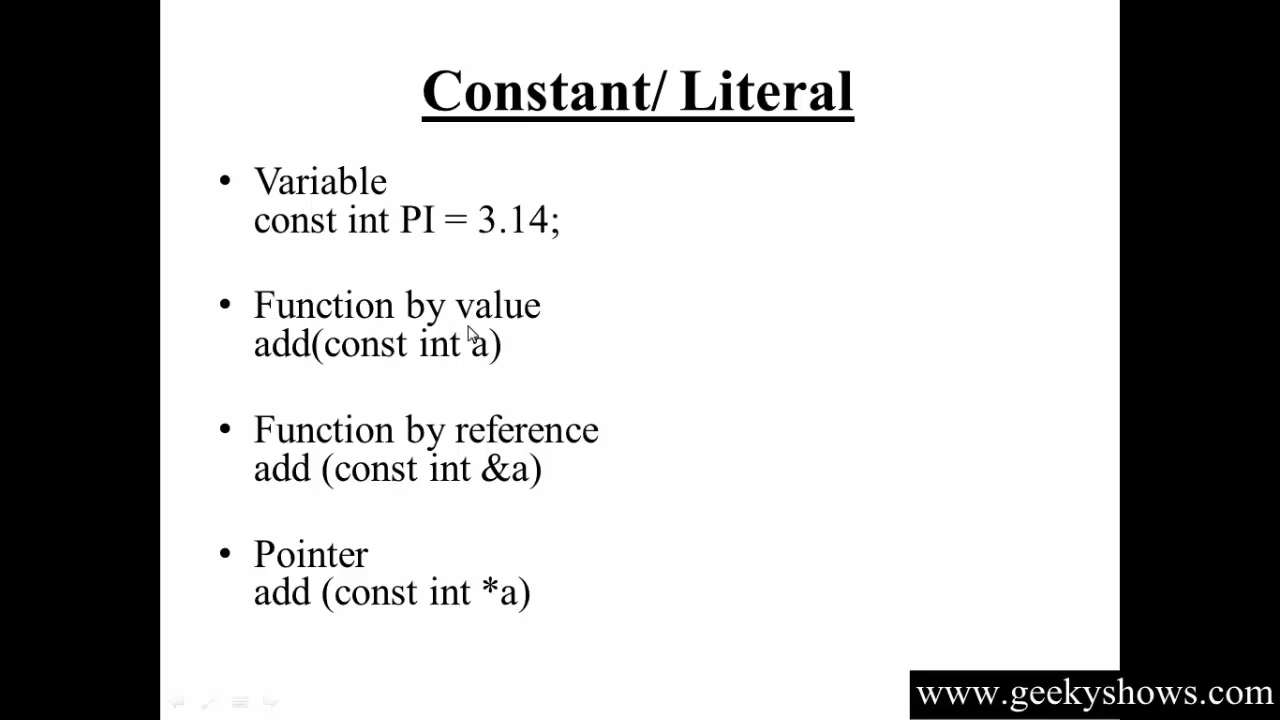 Constant/ Literal
• Variable
const int PI = 3.14;
• Function by value
add(const int a)
• Function by reference
add (const int &a)
• Pointer
add (const int *a)
www.geekyshows.com